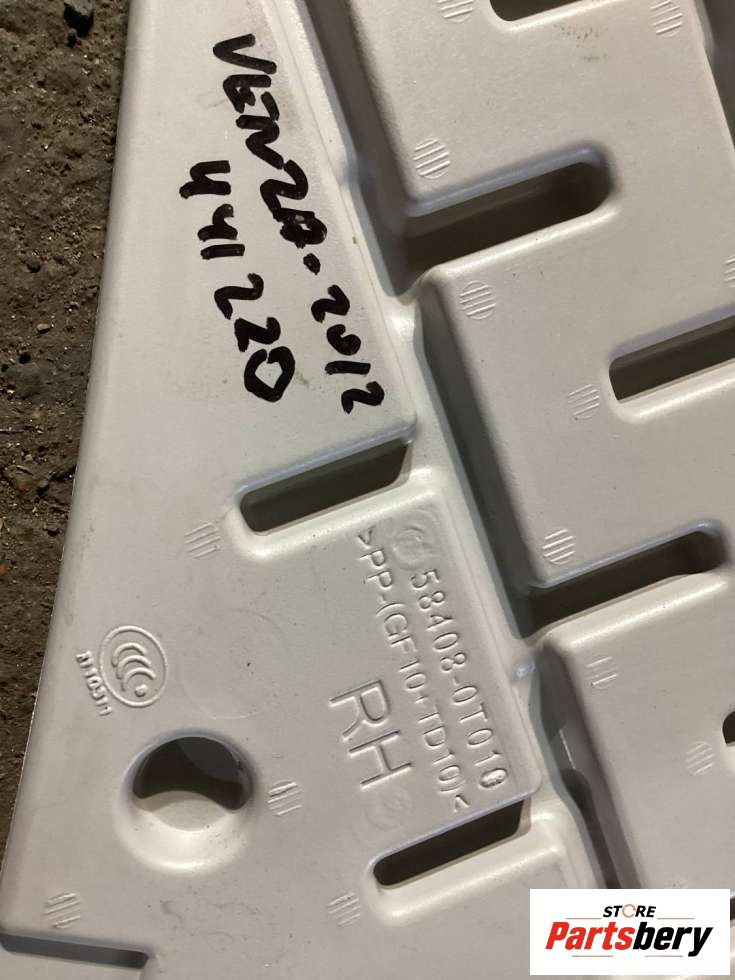 VENZA. 2012
441220
58408-0T010
>PP-(GF10+TD10)<
RH
STORE
Partsbery